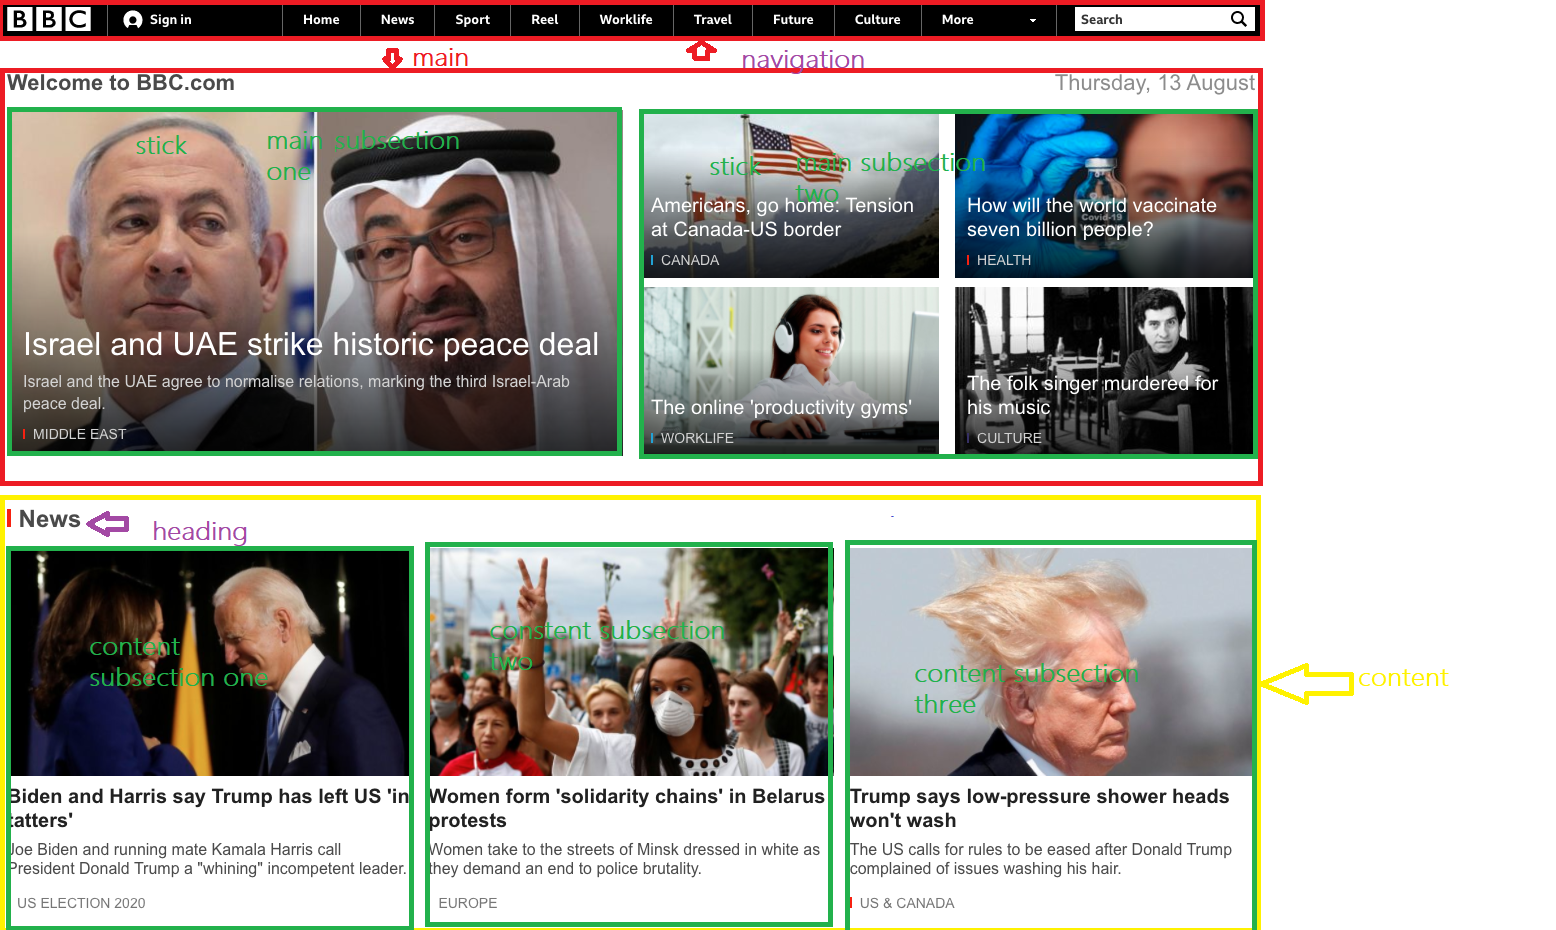 BBC Sign in Home News Sport Reel Worklife Travel Future Culture More Search
main navigation
Welcome to BBC.com Thursday, 13 August
stick main subsection
one
stick main subsection
two
Israel and UAE strike historic peace deal
Israel and the UAE agree to normalise relations, marking the third Israel-Arab
peace deal.
MIDDLE EAST
Americans, go home: Tension
at Canada-US border
CANADA
How will the world vaccinate
seven billion people?
HEALTH
Covid-19
The online 'productivity gyms'
WORKLIFE
The folk singer murdered for
his music
CULTURE
News
heading
content
subsection one
constent subsection
two
content subsection
three
content
Biden and Harris say Trump has left US 'in
tatters'
Joe Biden and running mate Kamala Harris call
President Donald Trump a "whining" incompetent leader.
US ELECTION 2020
Women form 'solidarity chains' in Belarus
protests
Women take to the streets of Minsk dressed in white as
they demand an end to police brutality.
EUROPE
Trump says low-pressure shower heads
won't wash
The US calls for rules to be eased after Donald Trump
complained of issues washing his hair.
US & CANADA